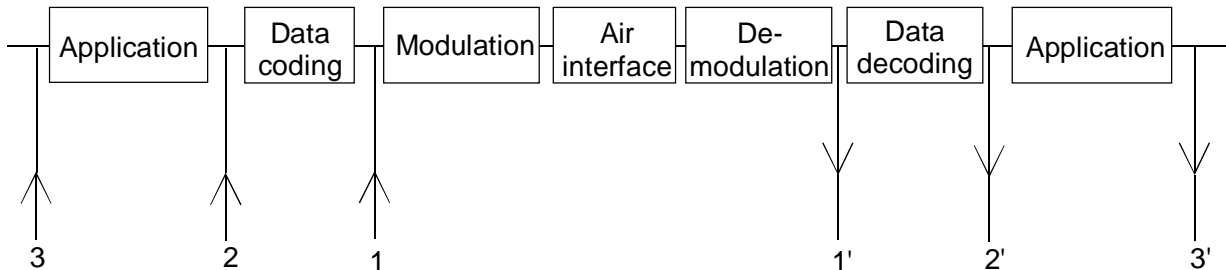 Application
Data
coding
Modulation
Air
interface
De-
modulation
Data
decoding
Application
3
2
1
1'
2'
3'